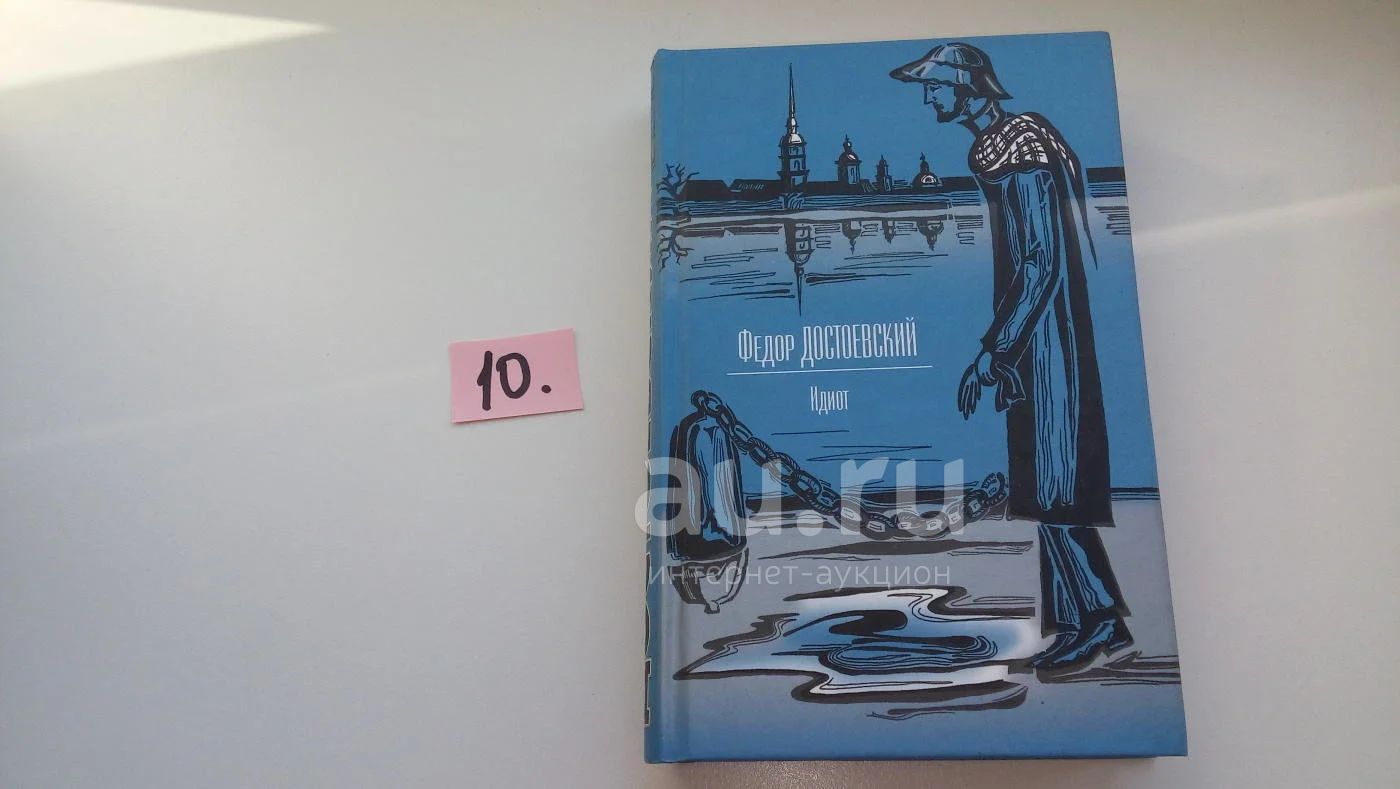 10.
Федор Достоевский
Идиот
au.ru
интернет-аукцион